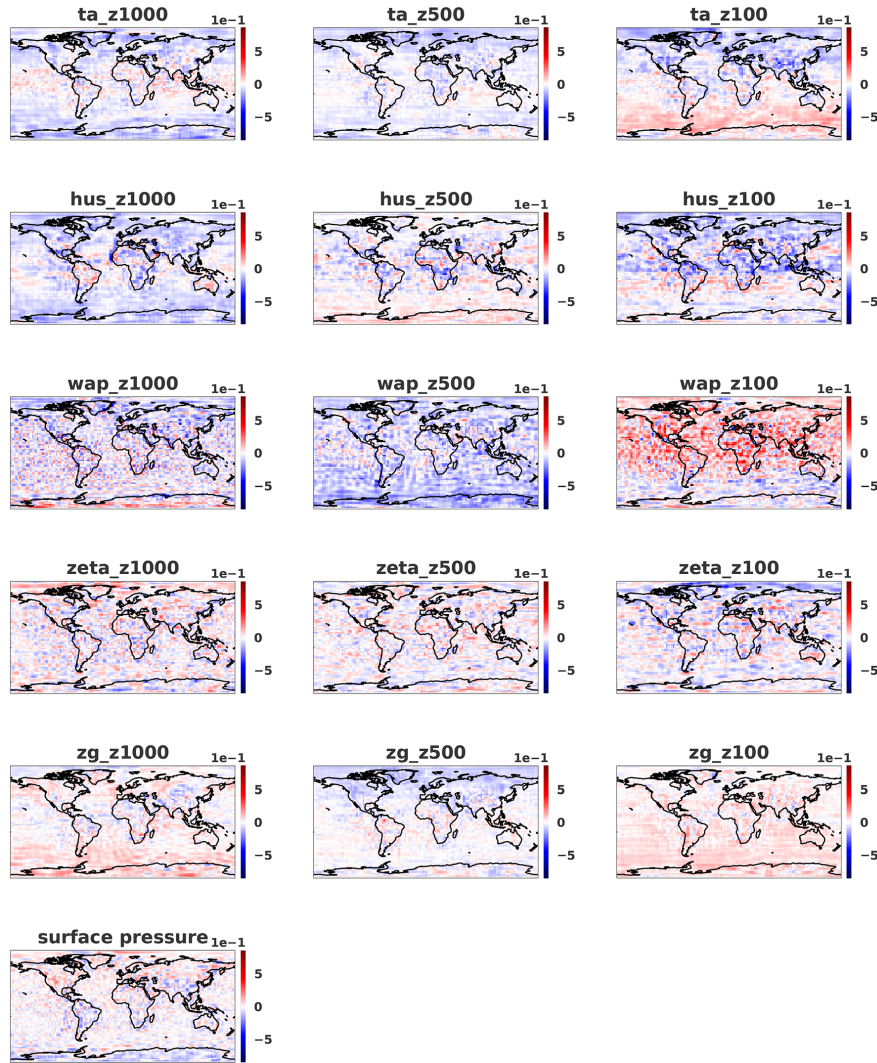 ta_z1000 1e−1 ta_z500 1e−1 ta_z100 1e−1
5 5 5
0 0 0
−5 −5 −5
hus_z1000 1e−1 hus_z500 1e−1 hus_z100 1e−1
5 5 5
0 0 0
−5 −5 −5
wap_z1000 1e−1 wap_z500 1e−1 wap_z100 1e−1
5 5 5
0 0 0
−5 −5 −5
zeta_z1000 1e−1 zeta_z500 1e−1 zeta_z100 1e−1
5 5 5
0 0 0
−5 −5 −5
zg_z1000 1e−1 zg_z500 1e−1 zg_z100 1e−1
5 5 5
0 0 0
−5 −5 −5
surface pressure 1e−1
5
0
−5